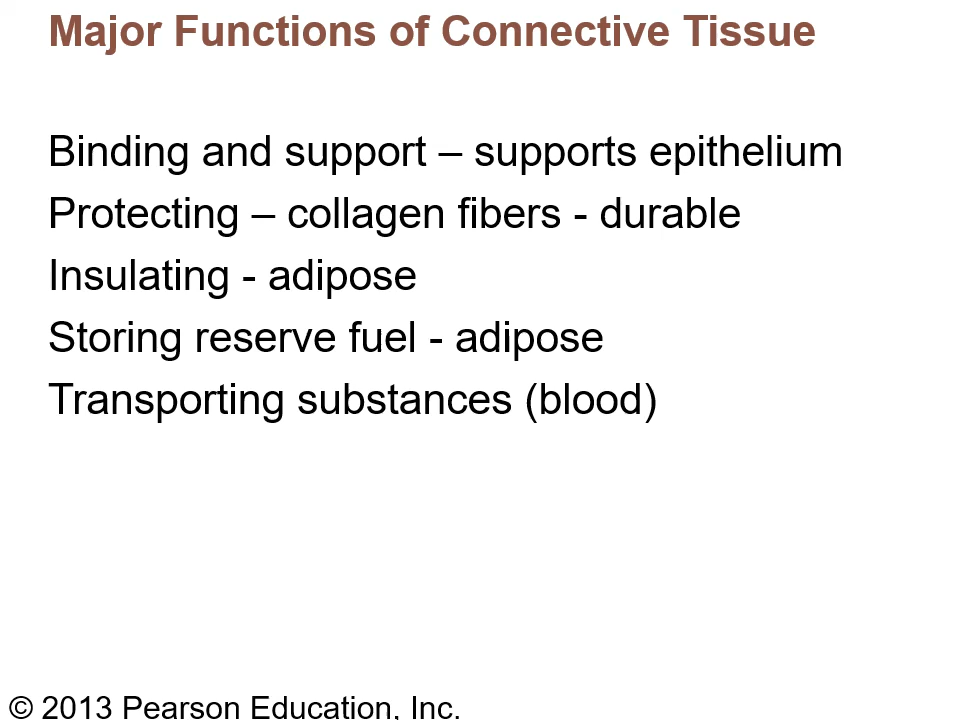 Major Functions of Connective Tissue
Binding and support – supports epithelium
Protecting – collagen fibers - durable
Insulating - adipose
Storing reserve fuel - adipose
Transporting substances (blood)
© 2013 Pearson Education, Inc.